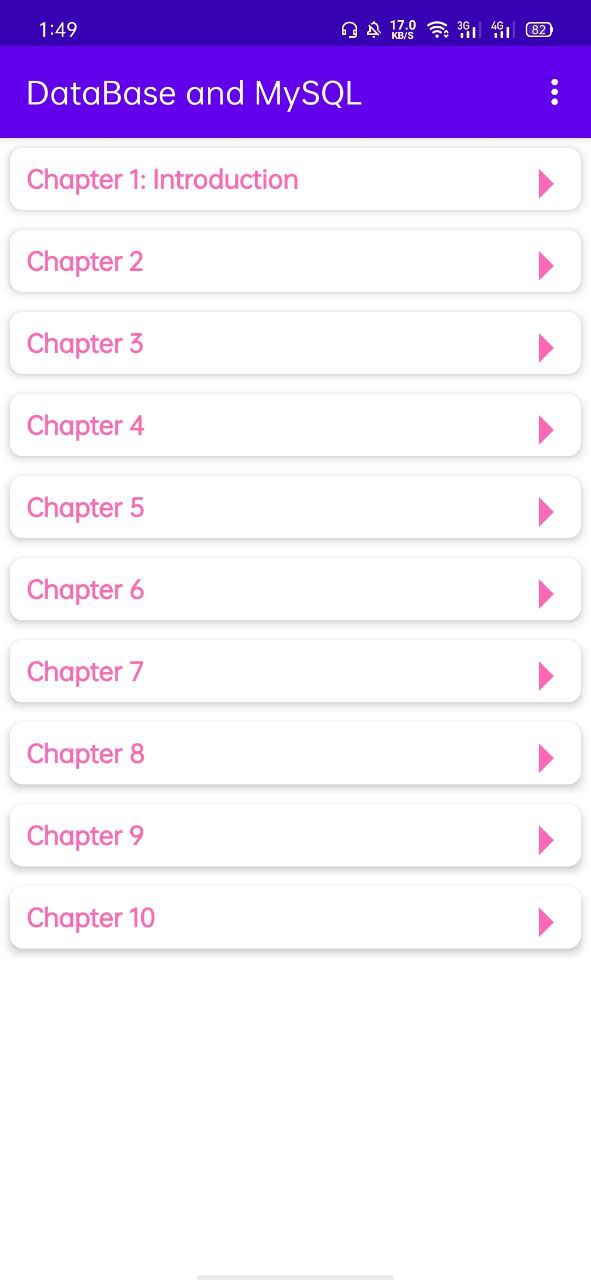 1:49 17.0 KB/S 3G 4G 82
DataBase and MySQL
Chapter 1: Introduction
Chapter 2
Chapter 3
Chapter 4
Chapter 5
Chapter 6
Chapter 7
Chapter 8
Chapter 9
Chapter 10